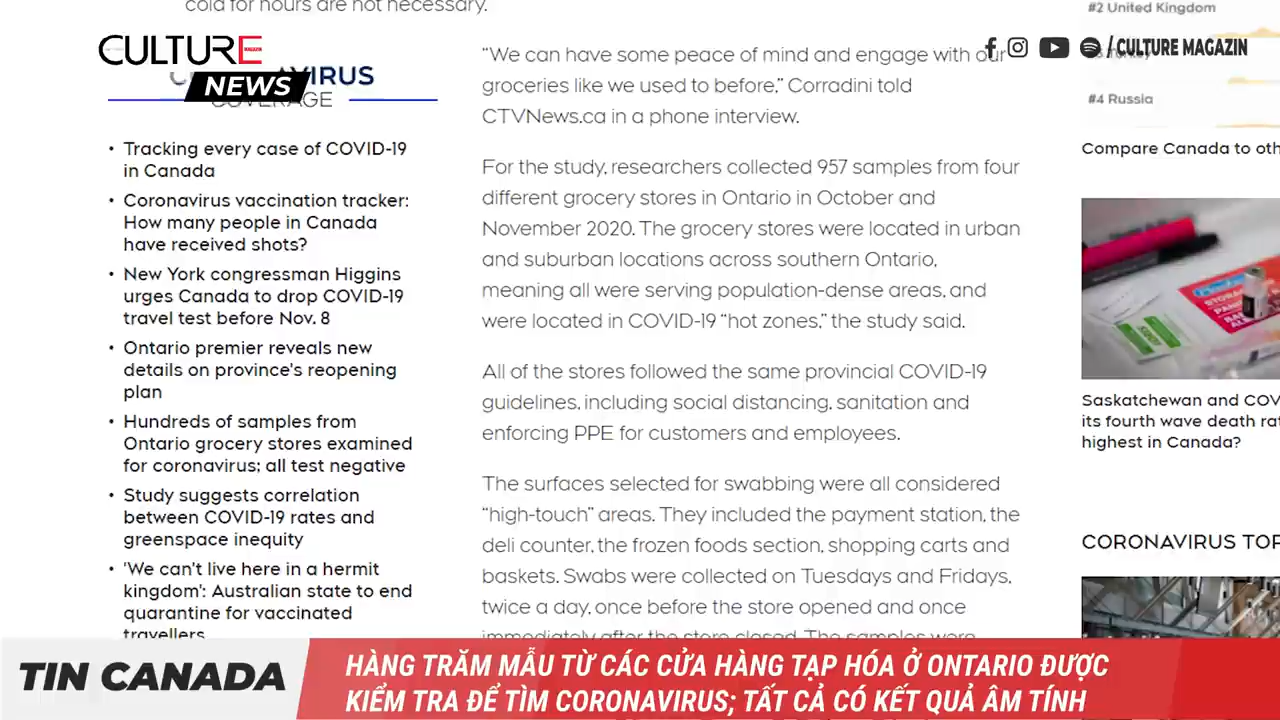 cold for hours are not necessary.
CULTURE
MAGAZIN
NEWS
VIRUS
COVERAGE
/ CULTURE MAGAZIN
• Tracking every case of COVID-19
in Canada
• Coronavirus vaccination tracker:
How many people in Canada
have received shots?
• New York congressman Higgins
urges Canada to drop COVID-19
travel test before Nov. 8
• Ontario premier reveals new
details on province's reopening
plan
• Hundreds of samples from
Ontario grocery stores examined
for coronavirus; all test negative
• Study suggests correlation
between COVID-19 rates and
greenspace inequity
• 'We can't live here in a hermit
kingdom': Australian state to end
quarantine for vaccinated
travellers
“We can have some peace of mind and engage with our
groceries like we used to before,” Corradini told
CTVNews.ca in a phone interview.
For the study, researchers collected 957 samples from four
different grocery stores in Ontario in October and
November 2020. The grocery stores were located in urban
and suburban locations across southern Ontario,
meaning all were serving population-dense areas, and
were located in COVID-19 “hot zones,” the study said.
All of the stores followed the same provincial COVID-19
guidelines, including social distancing, sanitation and
enforcing PPE for customers and employees.
The surfaces selected for swabbing were all considered
“high-touch” areas. They included the payment station, the
deli counter, the frozen foods section, shopping carts and
baskets. Swabs were collected on Tuesdays and Fridays,
twice a day, once before the store opened and once
immediately after the store closed. The samples were
#2 United Kingdom
#4 Russia
Compare Canada to oth
Saskatchewan and COV
its fourth wave death rat
highest in Canada?
CORONAVIRUS TOP
TIN CANADA
HÀNG TRĂM MẪU TỪ CÁC CỬA HÀNG TẠP HÓA Ở ONTARIO ĐƯỢC
KIỂM TRA ĐỂ TÌM CORONAVIRUS; TẤT CẢ CÓ KẾT QUẢ ÂM TÍNH